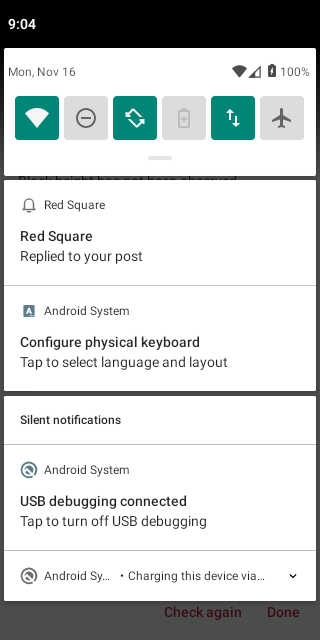 9:04
Mon, Nov 16
100%
Red Square
Red Square
Replied to your post
Android System
Configure physical keyboard
Tap to select language and layout
Silent notifications
Android System
USB debugging connected
Tap to turn off USB debugging
Android Sy... • Charging this device via...
Check again Done